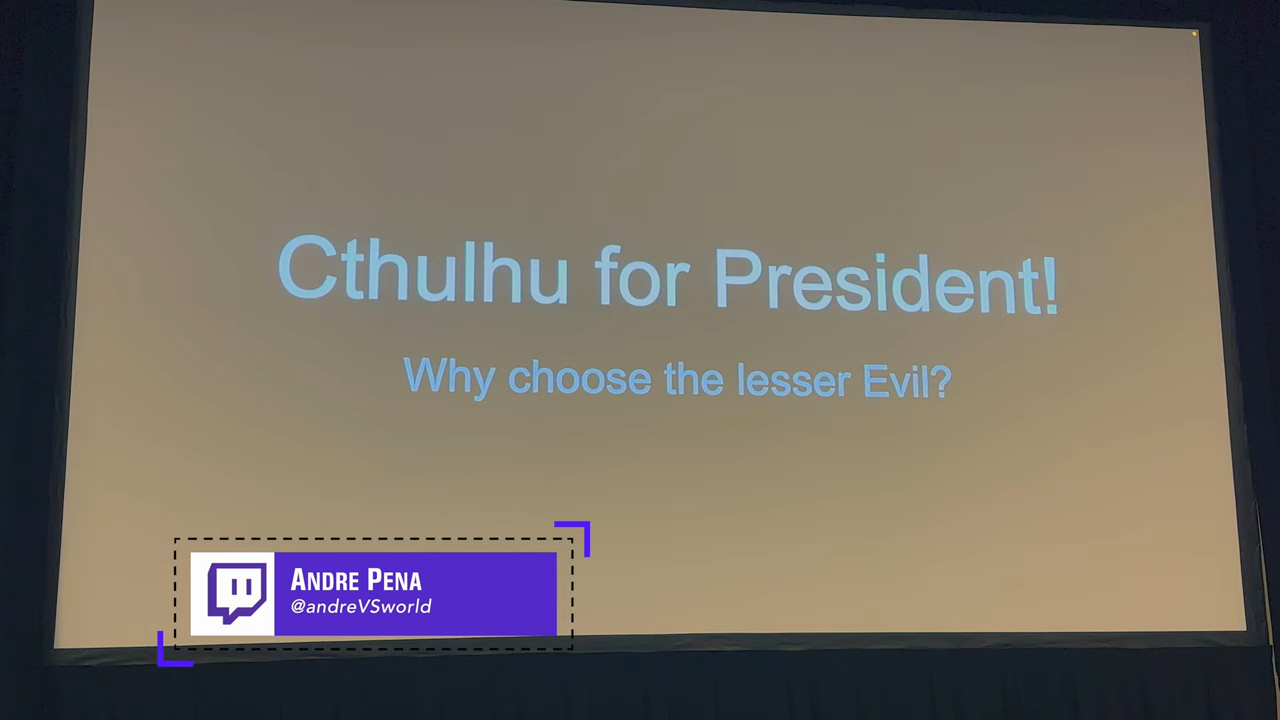 Cthulhu for President!
Why choose the lesser Evil?
ANDRE PENA
@andreVSworld